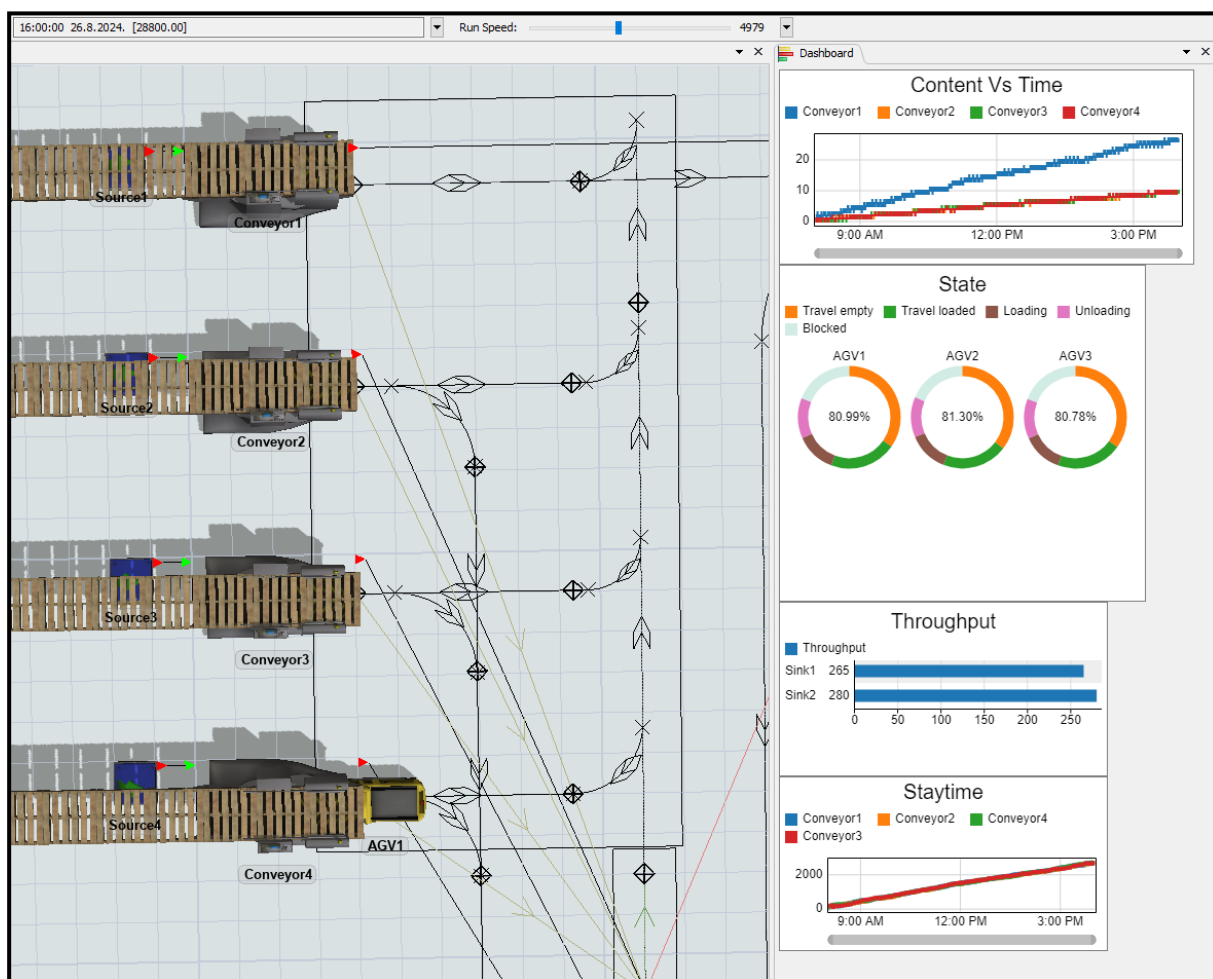 16:00:00 26.8.2024. [28800.00]
Run Speed:
4979
Dashboard
Source1
Conveyor1
Source2
Conveyor2
Source3
Conveyor3
Source4
AGV1
Conveyor4
Content Vs Time
Conveyor1 Conveyor2 Conveyor3 Conveyor4
20
10
0
9:00 AM 12:00 PM 3:00 PM
State
Travel empty Travel loaded Loading Unloading
Blocked
AGV1 AGV2 AGV3
80.99% 81.30% 80.78%
Throughput
Throughput
Sink1 265
Sink2 280
0 50 100 150 200 250
Staytime
Conveyor1 Conveyor2 Conveyor4
Conveyor3
2000
0
9:00 AM 12:00 PM 3:00 PM